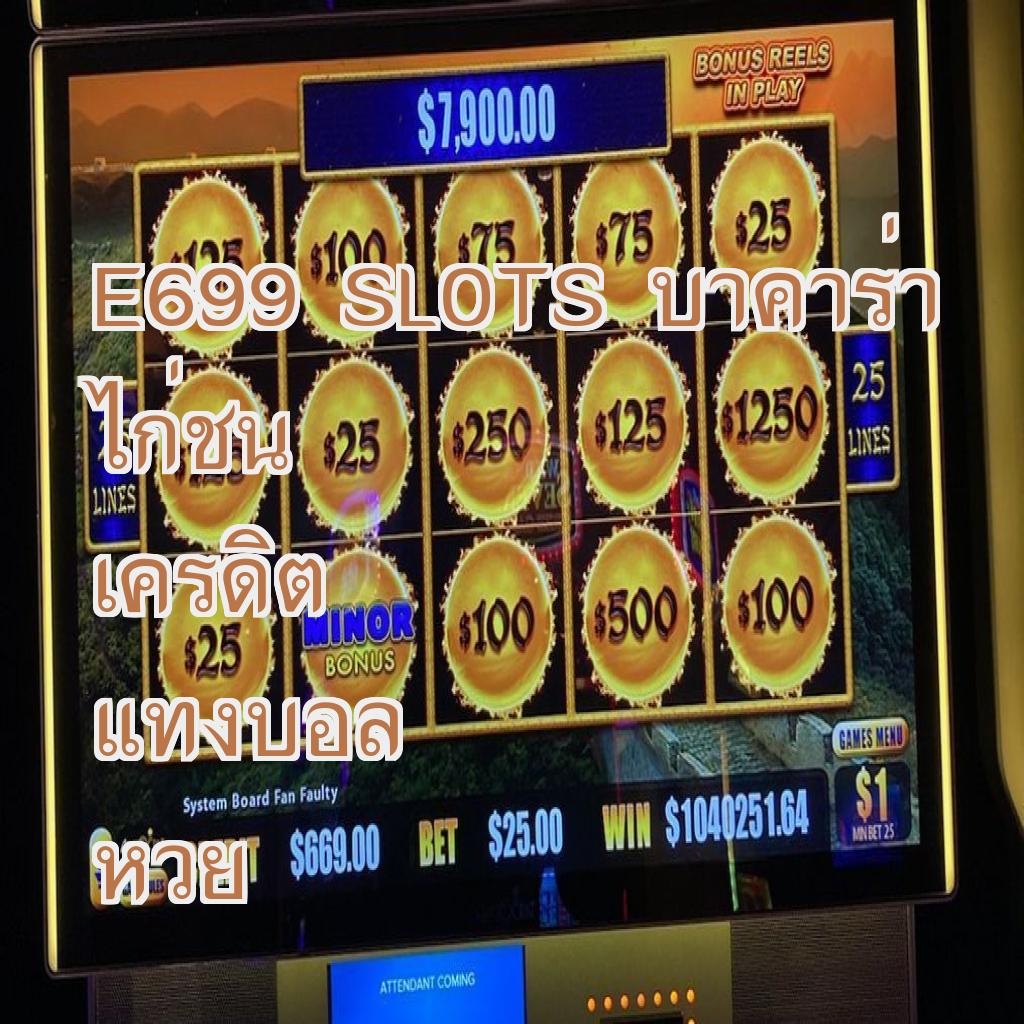 BONUS REELS
IN PLAY
$7,900.00
$125 $100 $75 $75 $25
E699 SLOTS บาคาร่า
ไก่ชน
$125 $25 $250 $125 $1250
25
LINES
LINES
เครดิต
$25 MINOR
BONUS
$100 $500 $100
แทงบอล
GAMES MENU
System Board Fan Faulty
$1
MIN BET 25
$669.00 BET $25.00 WIN $1040251.64
หวย
ATTENDANT COMING